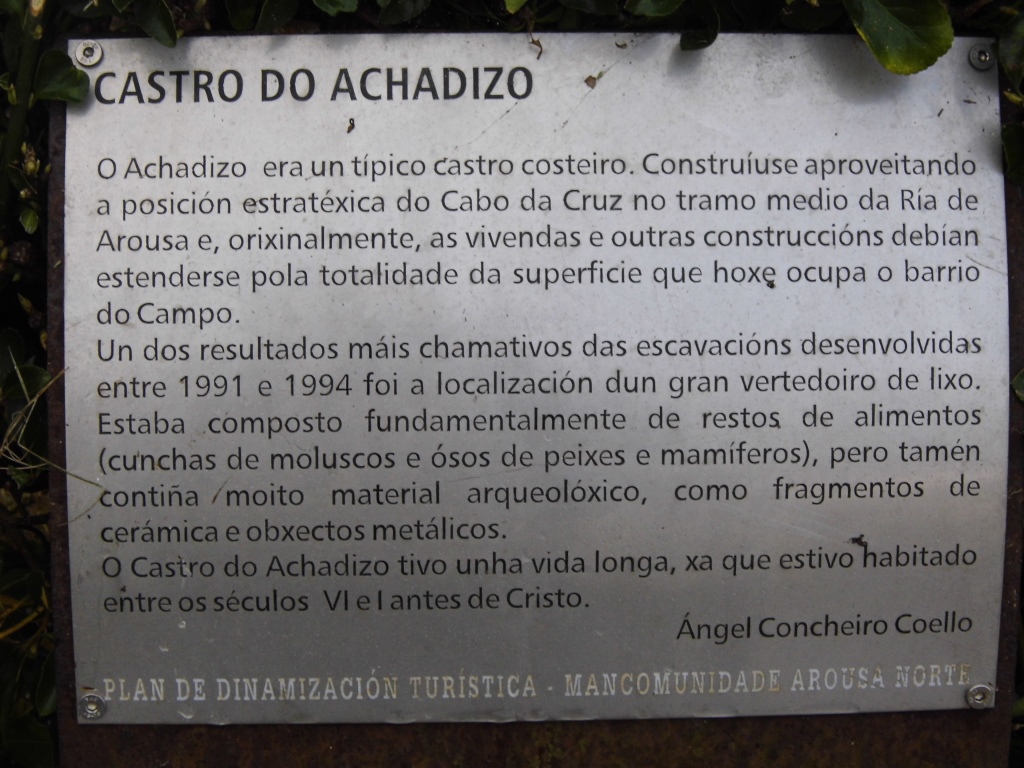 CASTRO DO ACHADIZO
O Achadizo era un típico castro costeiro. Construíuse aproveitando
a posición estratéxica do Cabo da Cruz no tramo medio da Ría de
Arousa e, orixinalmente, as vivendas e outras construccións debían
estenderse pola totalidade da superficie que hoxe ocupa o barrio
do Campo.
Un dos resultados máis chamativos das escavacións desenvolvidas
entre 1991 e 1994 foi a localización dun gran vertedoiro de lixo.
Estaba composto fundamentalmente de restos de alimentos
(cunchas de moluscos e ósos de peixes e mamíferos), pero tamén
contiña moito material arqueolóxico, como fragmentos de
cerámica e obxectos metálicos.
O Castro do Achadizo tivo unha vida longa, xa que estivo habitado
entre os séculos VI e I antes de Cristo.
Ángel Concheiro Coello
PLAN DE DINAMIZACIÓN TURÍSTICA - MANCOMUNIDADE AROUSA NORTE